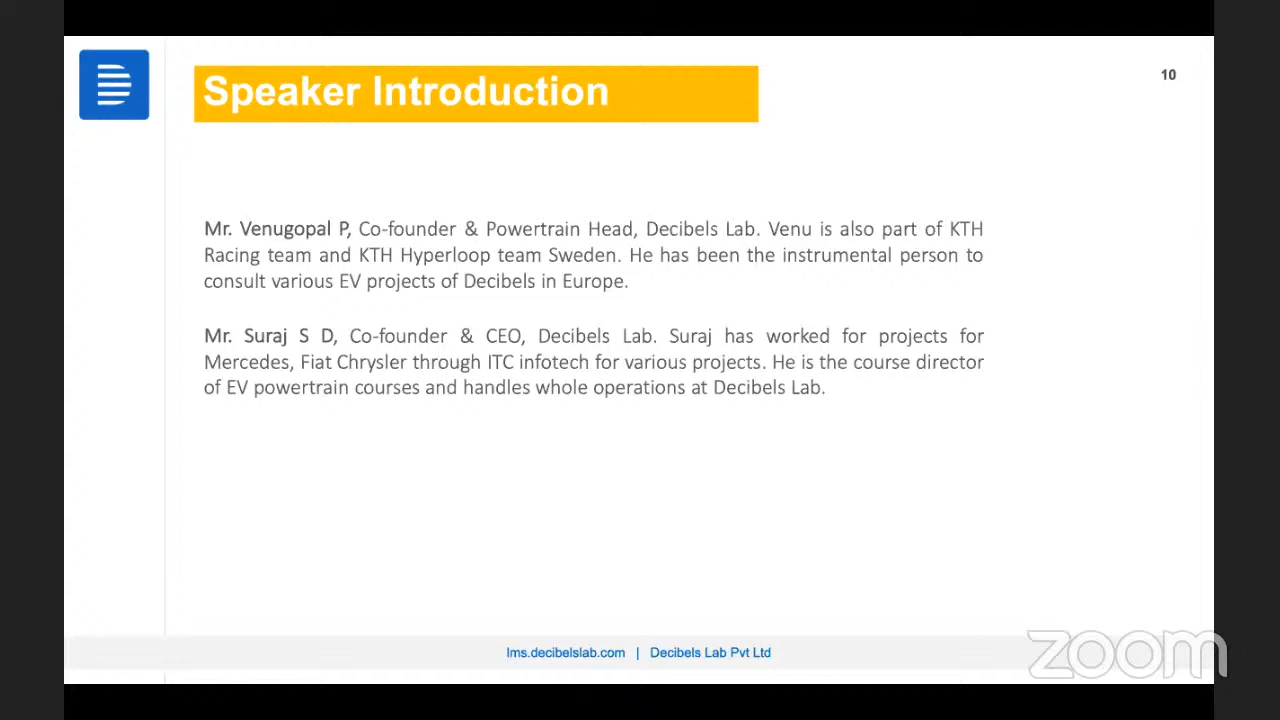 Speaker Introduction
10
Mr. Venugopal P, Co-founder & Powertrain Head, Decibels Lab. Venu is also part of KTH
Racing team and KTH Hyperloop team Sweden. He has been the instrumental person to
consult various EV projects of Decibels in Europe.
Mr. Suraj S D, Co-founder & CEO, Decibels Lab. Suraj has worked for projects for
Mercedes, Fiat Chrysler through ITC infotech for various projects. He is the course director
of EV powertrain courses and handles whole operations at Decibels Lab.
lms.decibelslab.com | Decibels Lab Pvt Ltd
zoom